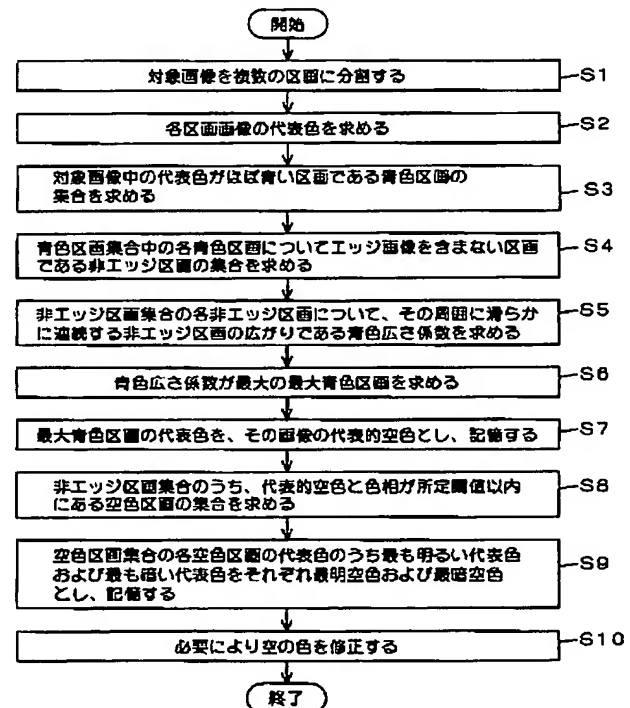 開始
対象画像を複数の区画に分割する
S1
各区画画像の代表色を求める
S2
対象画像中の代表色がほぼ青い区画である青色区画の
集合を求める
S3
青色区画集合中の各青色区画についてエッジ画像を含まない区画
である非エッジ区画の集合を求める
S4
非エッジ区画集合の各非エッジ区画について、その周囲に滑らか
に連続する非エッジ区画の広がりである青色広さ係数を求める
S5
青色広さ係数が最大の最大青色区画を求める
S6
最大青色区画の代表色を、その画像の代表的空色とし、記憶する
S7
非エッジ区画集合のうち、代表的空色と色相が所定閾値以内
にある空色区画の集合を求める
S8
空色区画集合の各空色区画の代表色のうち最も明るい代表色
および最も暗い代表色をそれぞれ最明空色および最暗空色
とし、記憶する
S9
必要により空の色を修正する
S10
終了